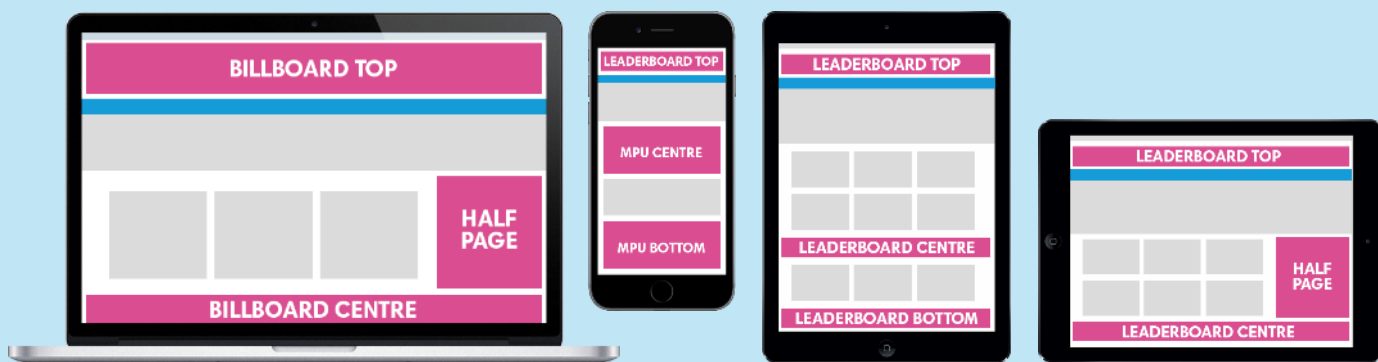 BILLBOARD TOP
HALF
PAGE
BILLBOARD CENTRE
LEADERBOARD TOP
MPU CENTRE
MPU BOTTOM
LEADERBOARD TOP
LEADERBOARD CENTRE
LEADERBOARD BOTTOM
LEADERBOARD TOP
HALF
PAGE
LEADERBOARD CENTRE